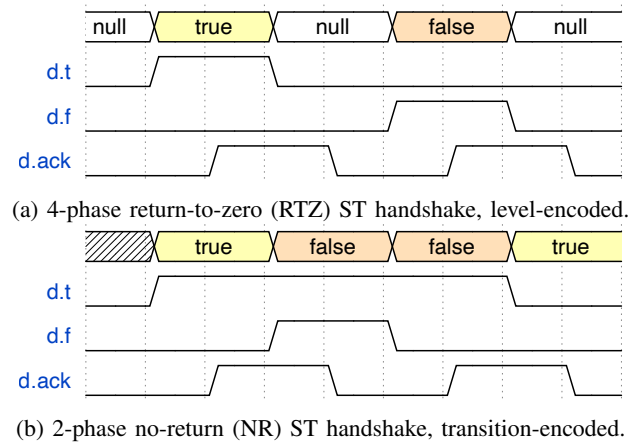 null true null false null
d.t
d.f
d.ack
(a) 4-phase return-to-zero (RTZ) ST handshake, level-encoded.
true false false true
d.t
d.f
d.ack
(b) 2-phase no-return (NR) ST handshake, transition-encoded.